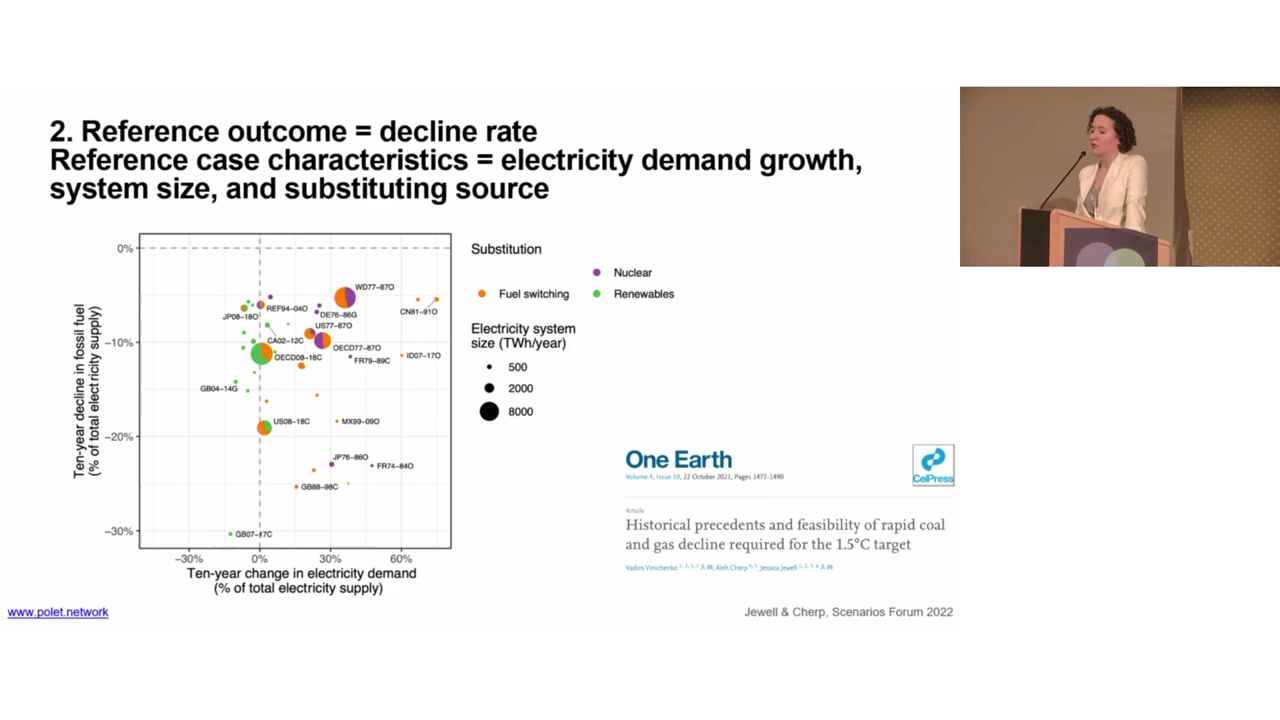 2. Reference outcome = decline rate
Reference case characteristics = electricity demand growth,
system size, and substituting source
Ten-year decline in fossil fuel
(% of total electricity supply)
0%
−10%
−20%
−30%
WD77−87O
CN81−91O
REF94−04O
JP08−18O
DE76−86G
US77−87O
CA02−12C
OECD77−87O
OECD08−18C
FR79−89C
ID07−17O
GB04−14G
US08−18C
MX99−09O
JP76−86O
FR74−84O
GB88−98C
GB07−17C
−30%
0%
30%
60%
Ten-year change in electricity demand
(% of total electricity supply)
Substitution
Nuclear
Fuel switching
Renewables
Electricity system
size (TWh/year)
500
2000
8000
One Earth
Volume 4, Issue 10, 22 October 2021, Pages 1477-1490
CelPress
Article
Historical precedents and feasibility of rapid coal
and gas decline required for the 1.5°C target
Vadim Vinichenko, Aleh Cherp, Jessica Jewell
www.polet.network
Jewell & Cherp, Scenarios Forum 2022